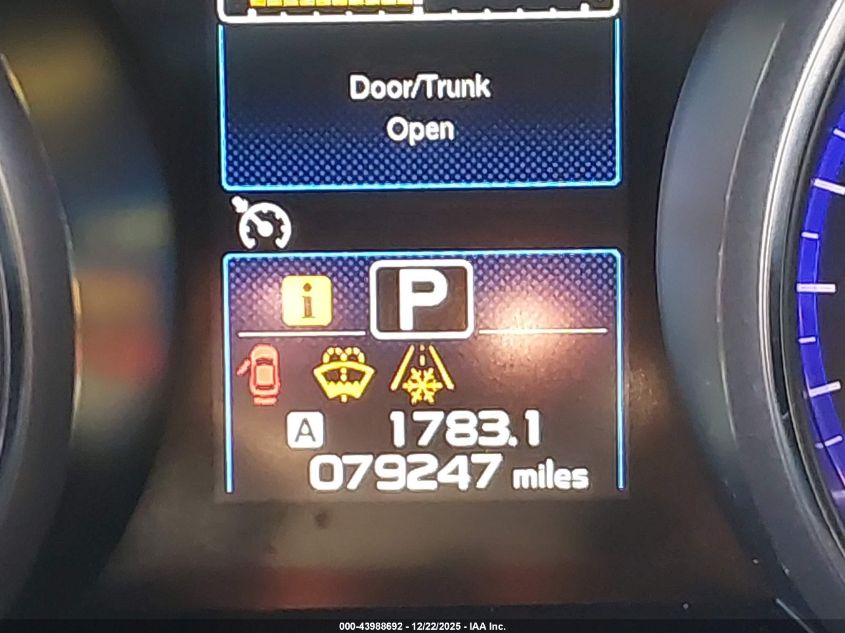 Door/Trunk
Open
i
P
A 1783.1
079247 miles
000-43988692 - 12/22/2025 - IAA Inc.